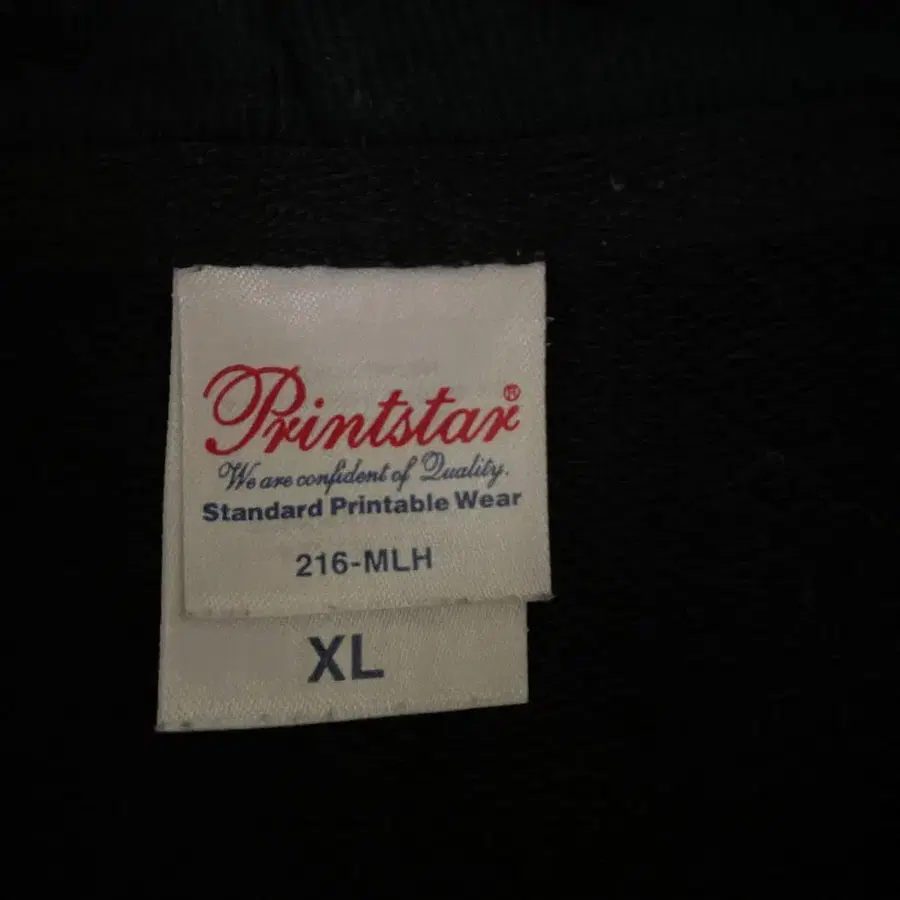 Printstar®
We are confident of Quality.
Standard Printable Wear
216-MLH
XL